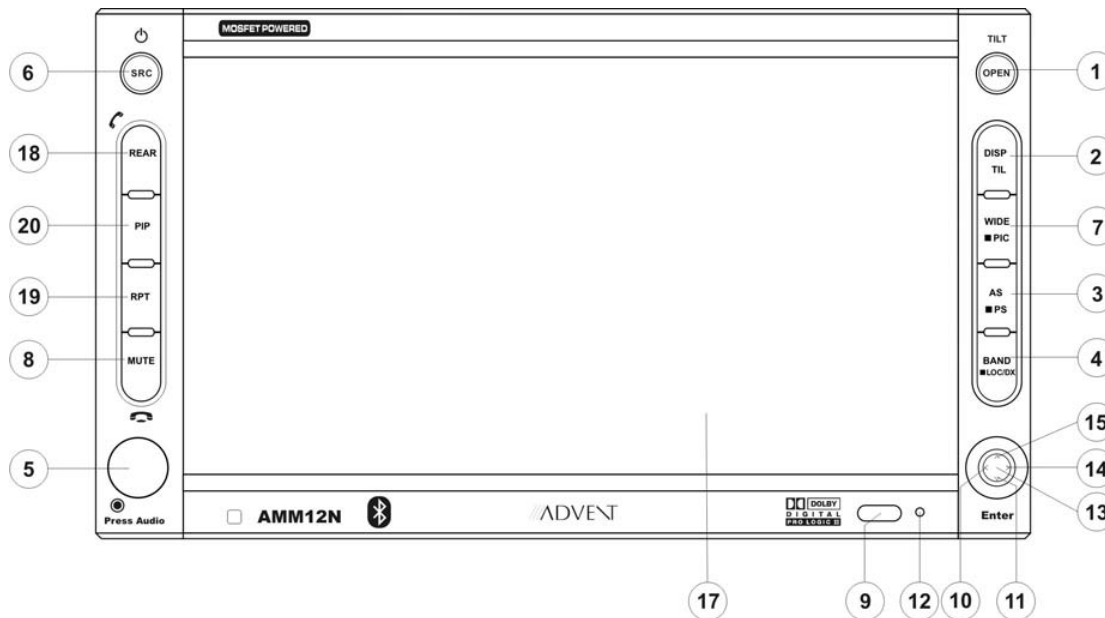 MOSFET POWERED
TILT
6
SRC
OPEN
1
18
REAR
DISP
TIL
2
20
PIP
WIDE
■ PIC
7
19
RPT
AS
■ PS
3
8
MUTE
BAND
■LOC/DX
4
15
5
14
13
Press Audio
AMM12N
ADVENT
DOLBY
DIGITAL
PRO LOGIC II
Enter
17
9
12
10
11